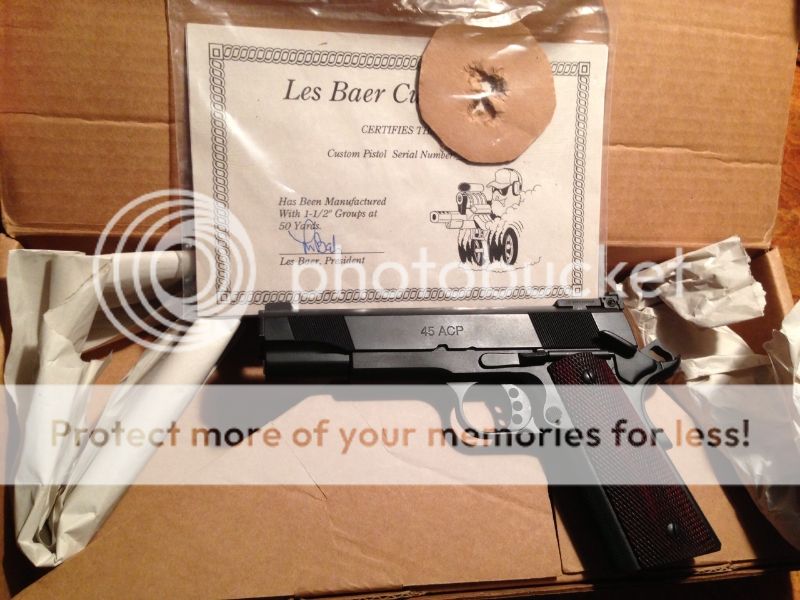 Les Baer Cu
CERTIFIES TH
Custom Pistol Serial Number
Has Been Manufactured
With 1-1/2" Groups at
50 Yards.
Les Baer, President
photobucket
45 ACP
Protect more of your memories for less!